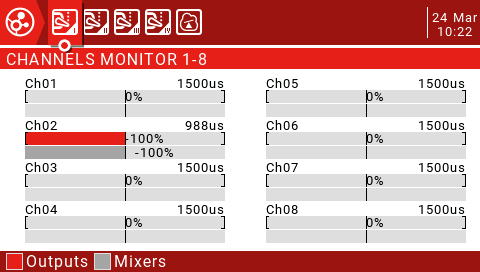 24 Mar
10:22
CHANNELS MONITOR 1-8
Ch01 1500us
0%
Ch02 988us
-100%
-100%
Ch03 1500us
0%
Ch04 1500us
0%
Ch05 1500us
0%
Ch06 1500us
0%
Ch07 1500us
0%
Ch08 1500us
0%
Outputs Mixers